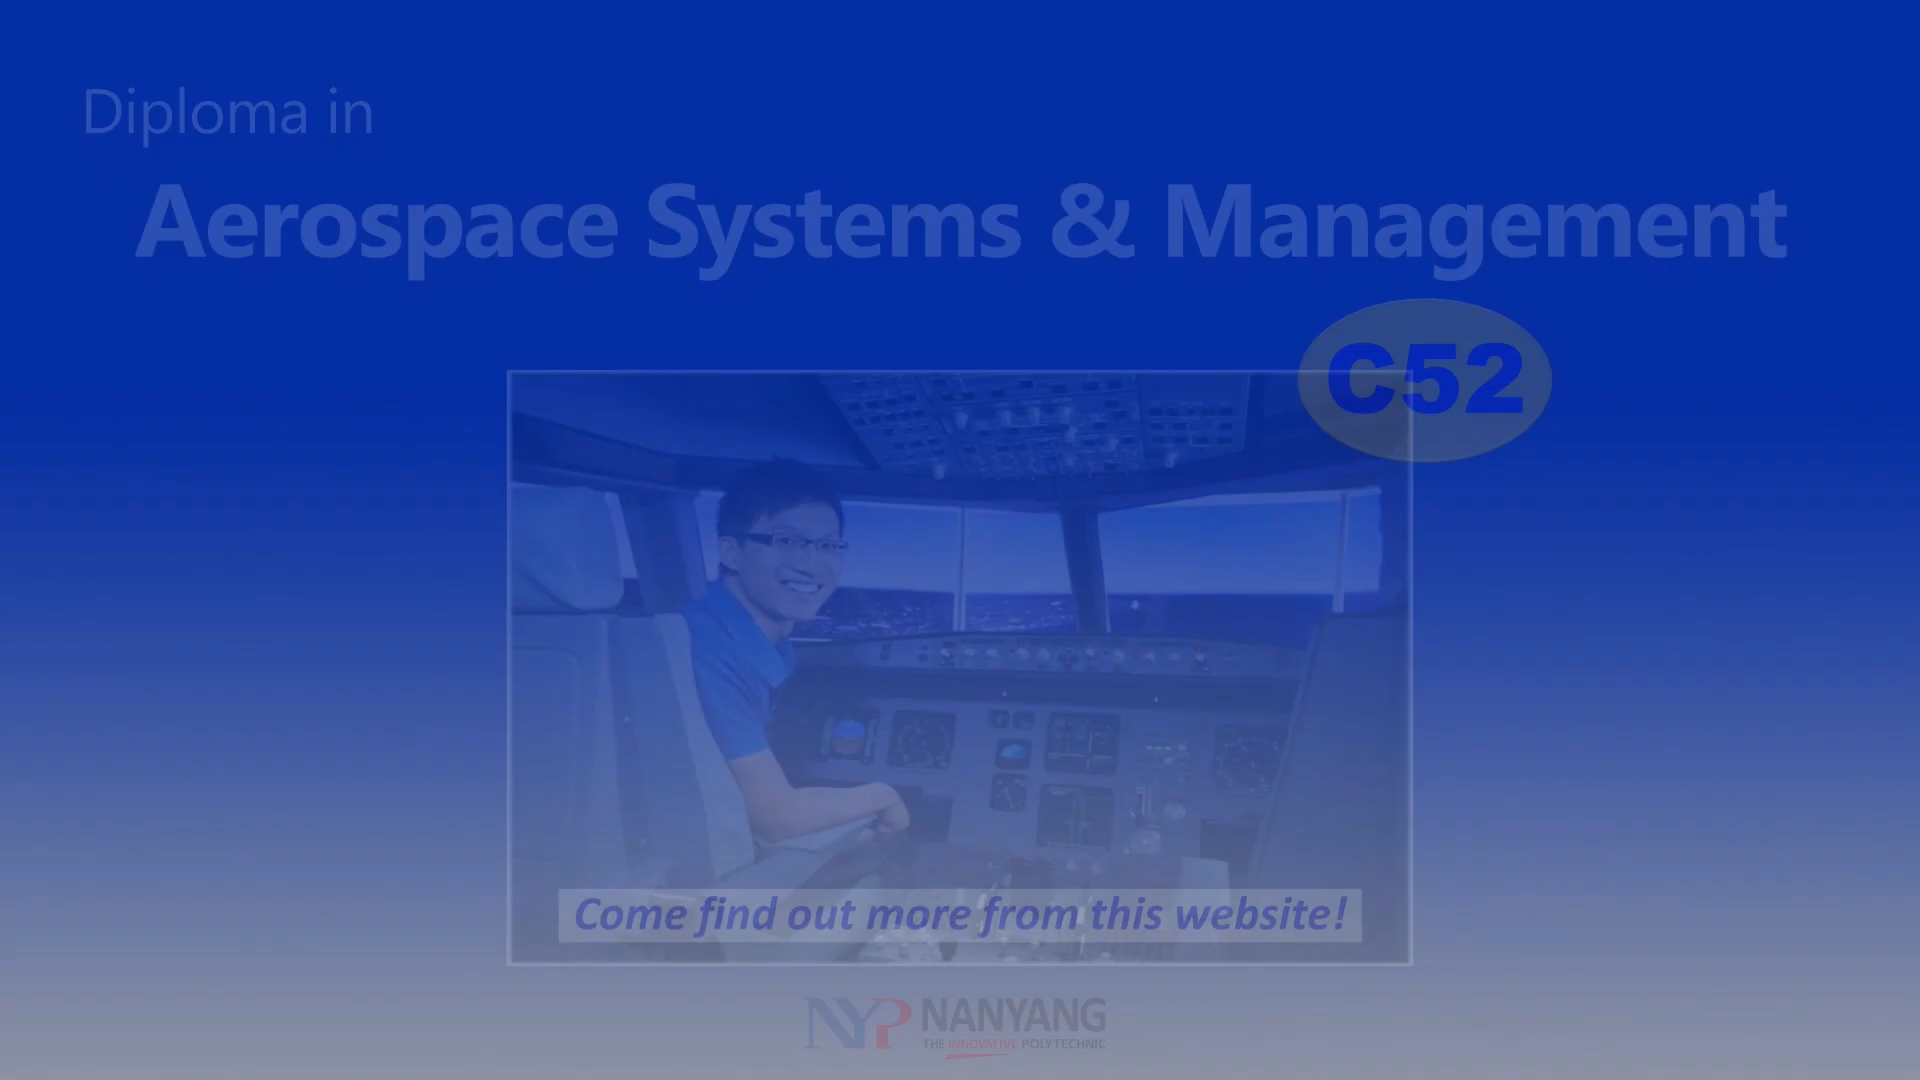 Diploma in
Aerospace Systems & Management
C52
Come find out more from this website!
NYP NANYANG
THE INNOVATIVE POLYTECHNIC